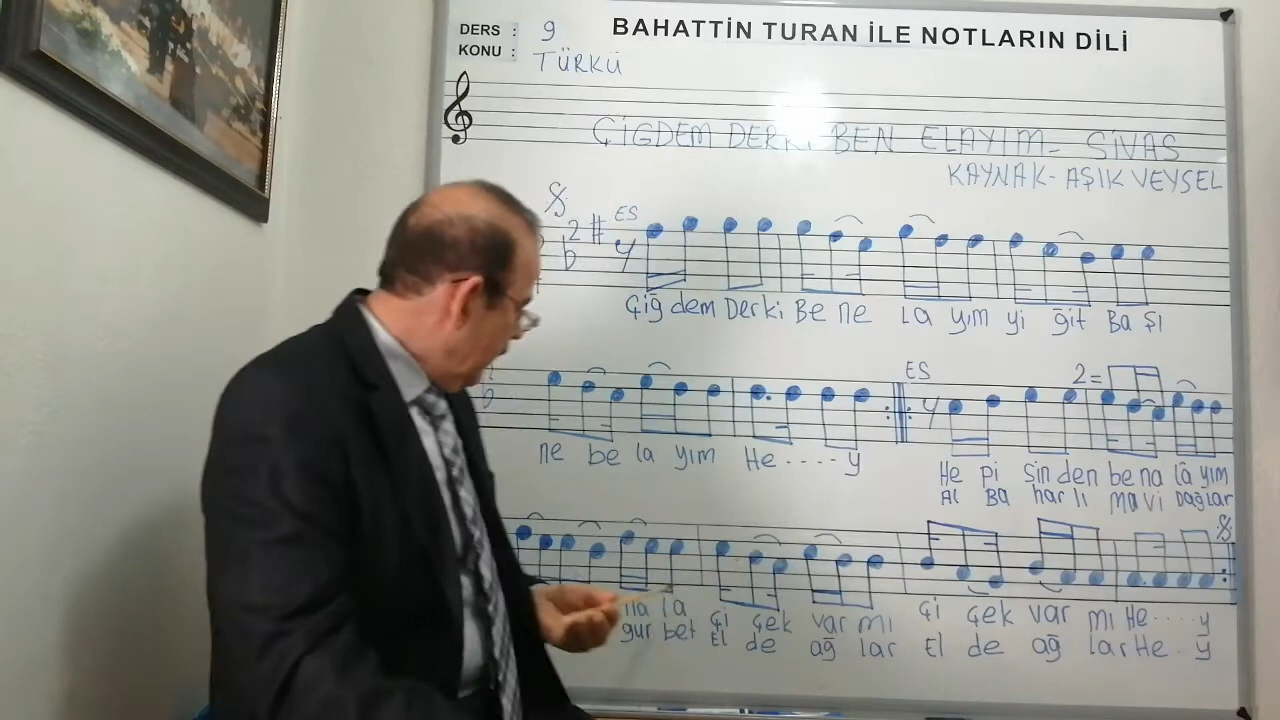 BAHATTİN TURAN İLE NOTLARIN DİLİ
DERS : 9
KONU : TÜRKÜ
ÇİGDEM DERKİ BEN ELAYIM - SİVAS
KAYNAK - AŞIK VEYSEL
ES
Çiğ dem Derki Be ne la yım yi ğit Ba şı
ES 2=
ne be la yım He . . . . y
He pi sin den be na lâ yım
Al Ba har lı ma vi Dağlar
la Çi çek var mı Çi çek var mı He . . . . y
gur bet El de ağ lar El de ağ lar He . . y